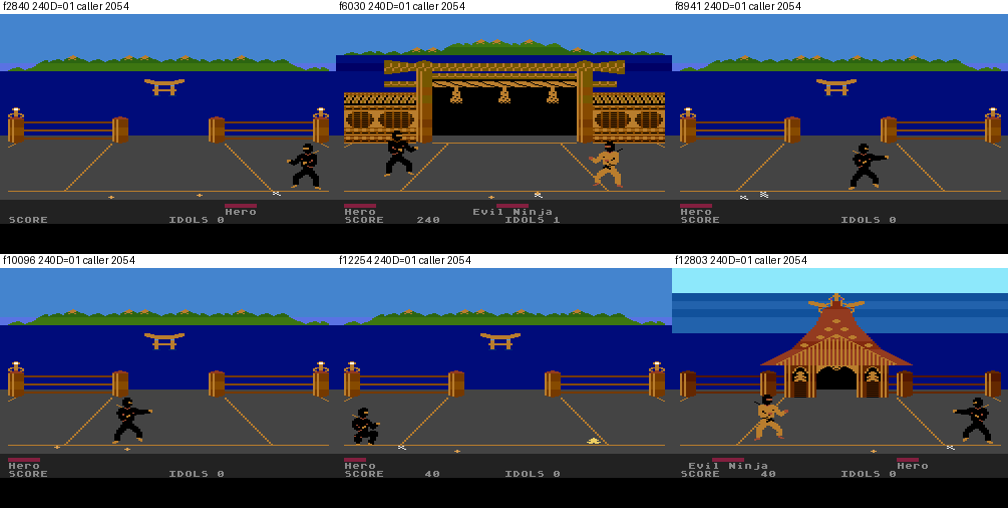 f2840 240D=01 caller 2054
Hero
SCORE IDOLS 0
f6030 240D=01 caller 2054
Hero Evil Ninja
SCORE 240 IDOLS 1
f8941 240D=01 caller 2054
Hero
SCORE IDOLS 0
f10096 240D=01 caller 2054
Hero
SCORE IDOLS 0
f12254 240D=01 caller 2054
Hero
SCORE 40 IDOLS 0
f12803 240D=01 caller 2054
Evil Ninja Hero
SCORE 40 IDOLS 0